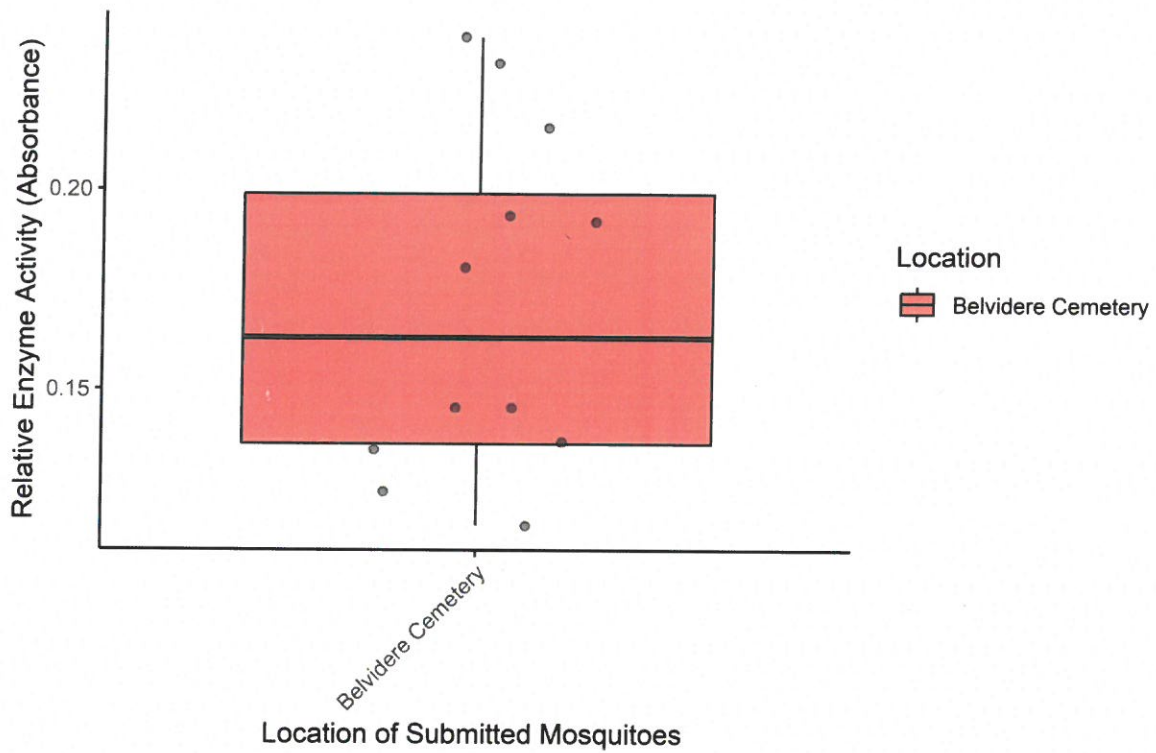 Relative Enzyme Activity (Absorbance)
0.20
0.15
Belvidere Cemetery
Location of Submitted Mosquitoes
Location
Belvidere Cemetery